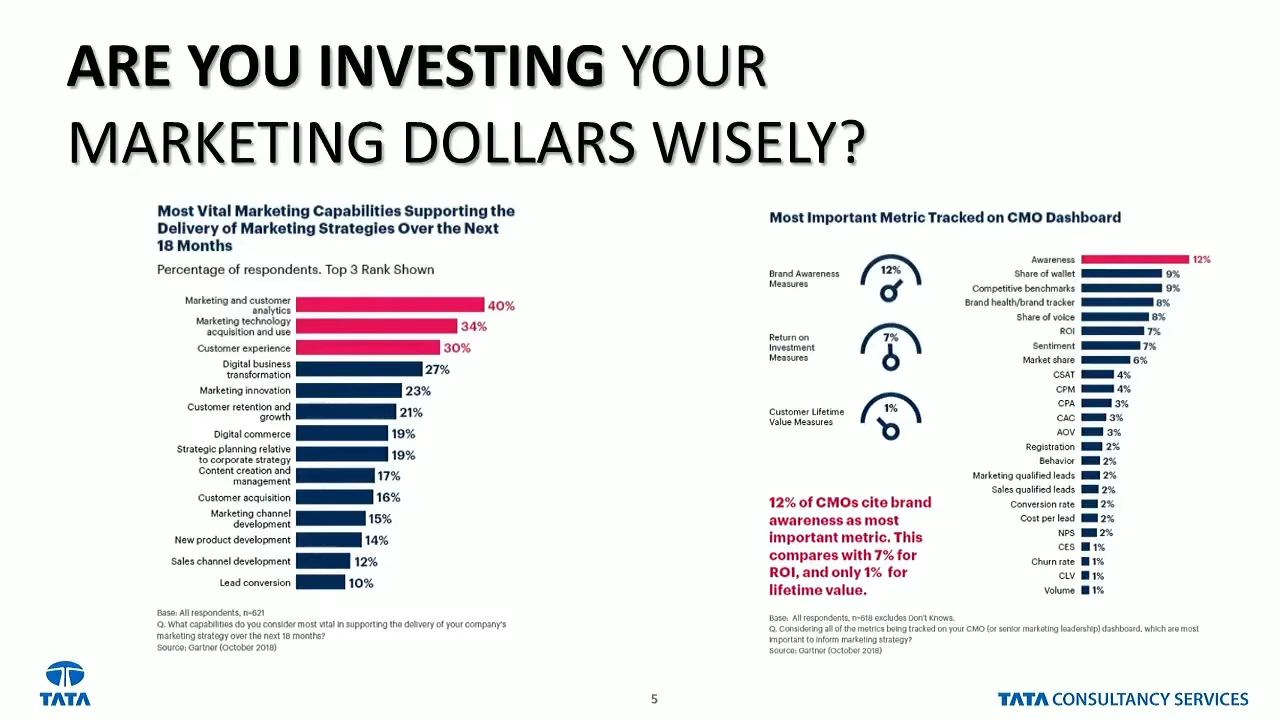 ARE YOU INVESTING YOUR
MARKETING DOLLARS WISELY?
Most Vital Marketing Capabilities Supporting the
Delivery of Marketing Strategies Over the Next
18 Months
Percentage of respondents. Top 3 Rank Shown
Marketing and customer
analytics
40%
Marketing technology
acquisition and use
34%
Customer experience
30%
Digital business
transformation
27%
Marketing innovation
23%
Customer retention and
growth
21%
Digital commerce
19%
Strategic planning relative
to corporate strategy
19%
Content creation and
management
17%
Customer acquisition
16%
Marketing channel
development
15%
New product development
14%
Sales channel development
12%
Lead conversion
10%
Base: All respondents, n=621
Q. What capabilities do you consider most vital in supporting the delivery of your company's
marketing strategy over the next 18 months?
Source: Gartner (October 2018)
Most Important Metric Tracked on CMO Dashboard
Brand Awareness
Measures
12%
Return on
Investment
Measures
7%
Customer Lifetime
Value Measures
1%
12% of CMOs cite brand
awareness as most
important metric. This
compares with 7% for
ROI, and only 1% for
lifetime value.
Awareness 12%
Share of wallet 9%
Competitive benchmarks 9%
Brand health/brand tracker 8%
Share of voice 8%
ROI 7%
Sentiment 7%
Market share 6%
CSAT 4%
CPM 4%
CPA 3%
CAC 3%
AOV 3%
Registration 2%
Behavior 2%
Marketing qualified leads 2%
Sales qualified leads 2%
Conversion rate 2%
Cost per lead 2%
NPS 2%
CES 1%
Churn rate 1%
CLV 1%
Volume 1%
Base: All respondents, n=618 excludes Don't Knows.
Q. Considering all of the metrics being tracked on your CMO (or senior marketing leadership) dashboard, which are most
important to inform marketing strategy?
Source: Gartner (October 2018)
TATA
5
TATA CONSULTANCY SERVICES